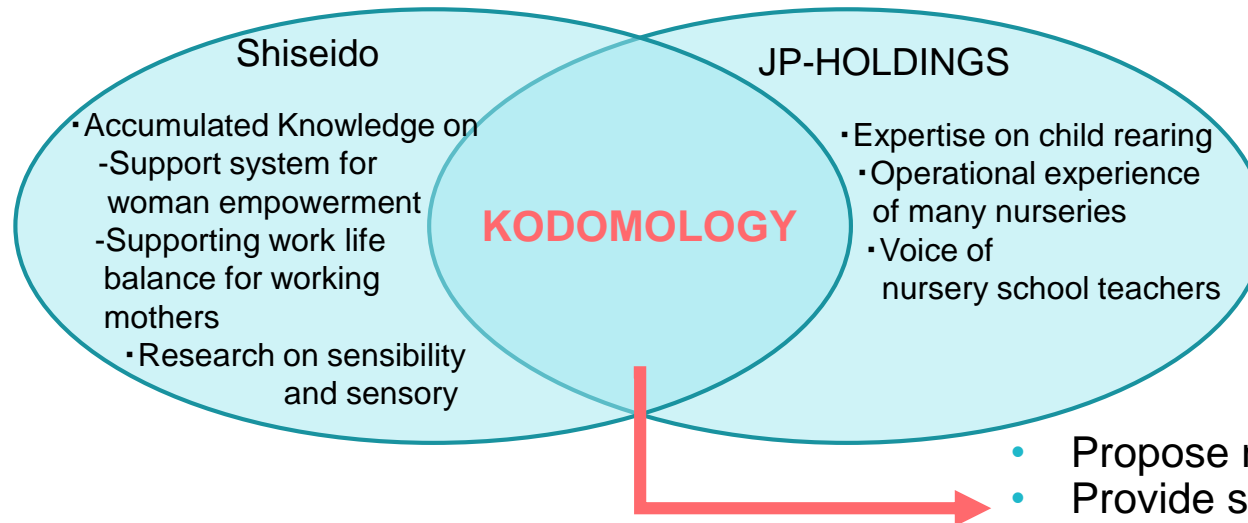 Shiseido
・Accumulated Knowledge on
-Support system for
woman empowerment
-Supporting work life
balance for working
mothers
・Research on sensibility
and sensory
KODOMOLOGY
JP-HOLDINGS
・Expertise on child rearing
・Operational experience
of many nurseries
・Voice of
nursery school teachers
• Propose
• Provide